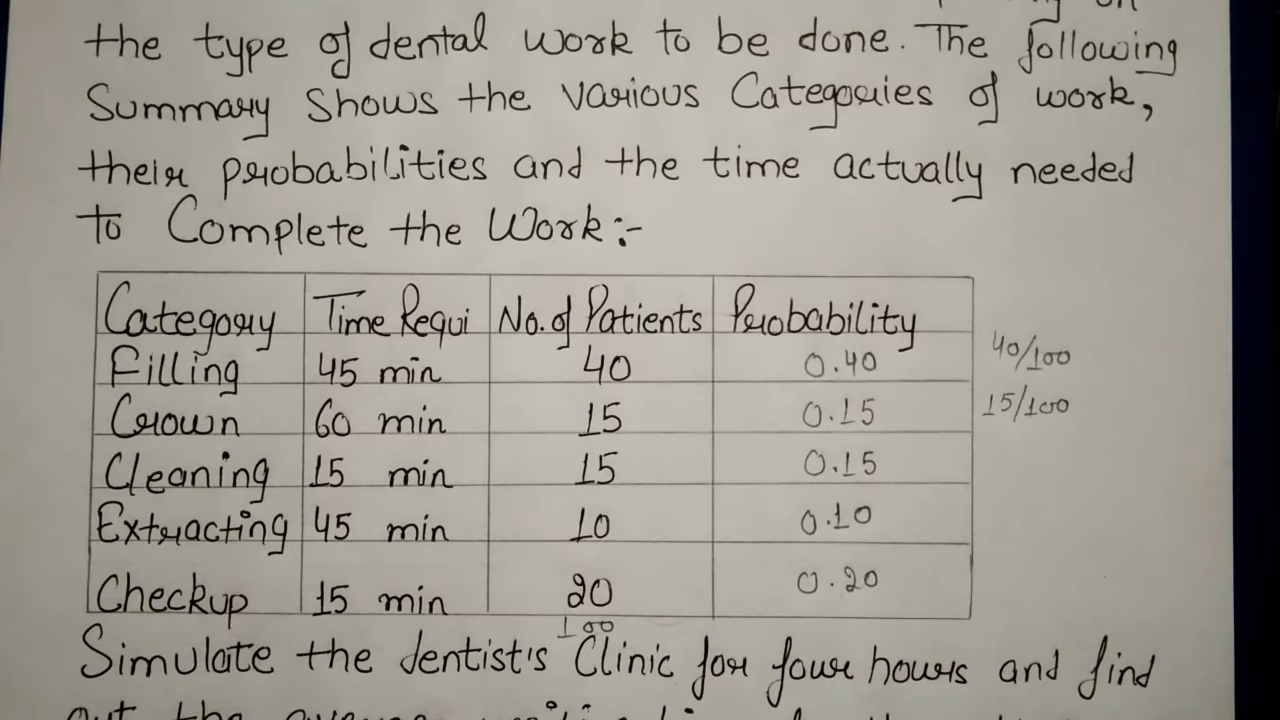 the type of dental work to be done. The following
Summary Shows the various Categories of work,
their probabilities and the time actually needed
to Complete the Work:-
Category Time Requi No. of Patients Probability
Filling 45 min 40 0.40 40/100
Crown 60 min 15 0.15 15/100
Cleaning 15 min 15 0.15
Extracting 45 min 10 0.10
Checkup 15 min 20 0.20
100
Simulate the dentist's Clinic for four hours and find
out the